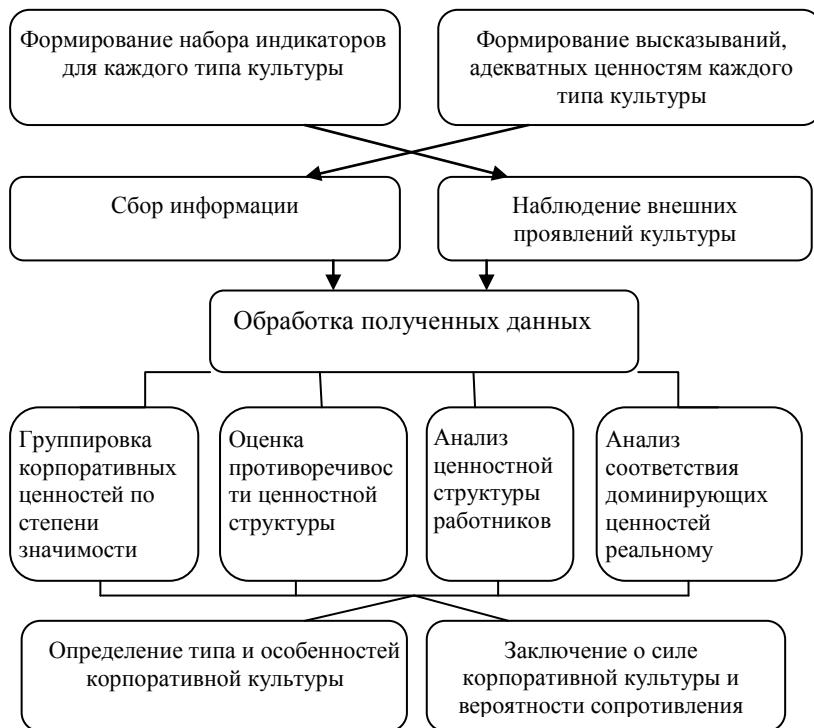 Формирование набора индикаторов
для каждого типа культуры
Формирование высказываний,
адекватных ценностям каждого
типа культуры
Сбор информации
Наблюдение внешних
проявлений культуры
Обработка полученных данных
Группировка
корпоративных
ценностей по
степени
значимости
Оценка
противоречивос
ти ценностной
структуры
Анализ
ценностной
структуры
работников
Анализ
соответствия
доминирующих
ценностей
реальному
Определение типа и особенностей
корпоративной культуры
Заключение о силе
корпоративной культуры и
вероятности сопротивления